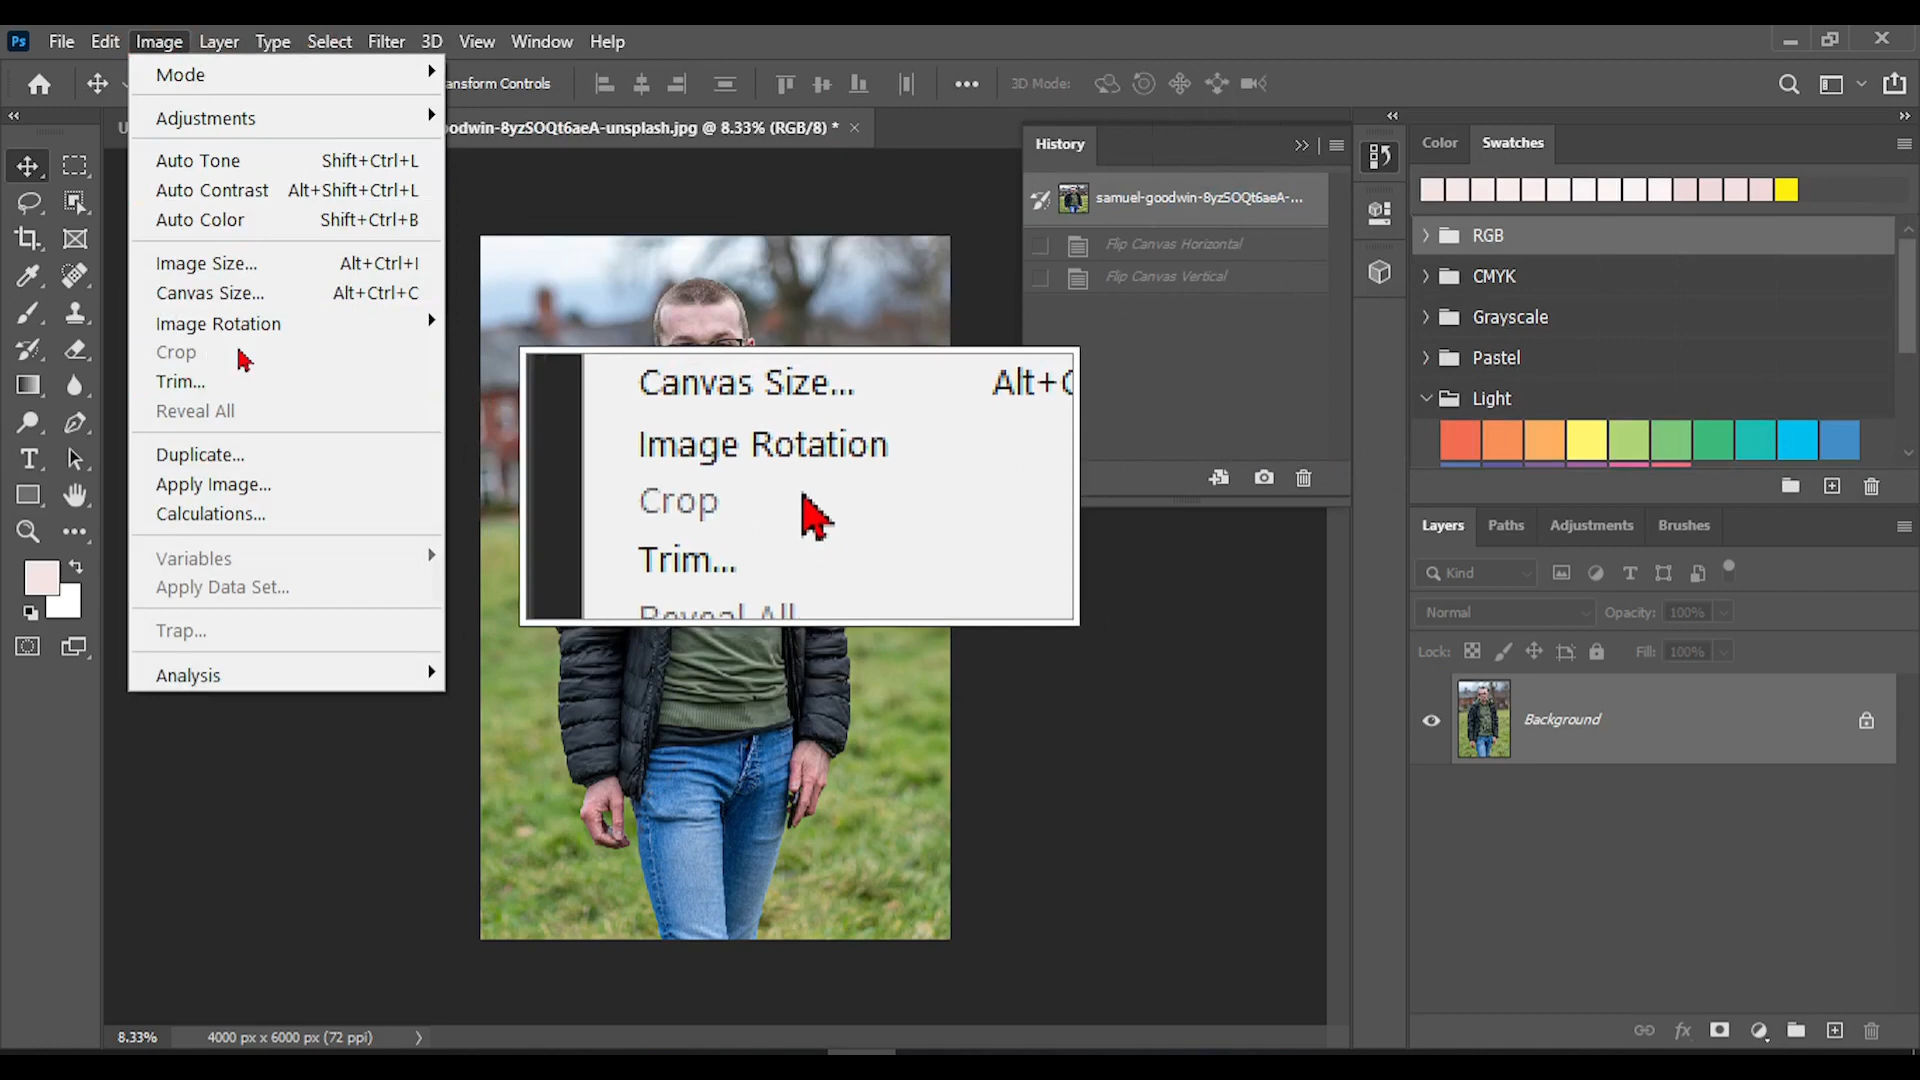 Ps File Edit Image Layer Type Select Filter 3D View Window Help
ansform Controls
3D Mode:
Mode
Adjustments
Auto Tone Shift+Ctrl+L
Auto Contrast Alt+Shift+Ctrl+L
Auto Color Shift+Ctrl+B
Image Size... Alt+Ctrl+I
Canvas Size... Alt+Ctrl+C
Image Rotation
Crop
Trim...
Reveal All
Duplicate...
Apply Image...
Calculations...
Variables
Apply Data Set...
Trap...
Analysis
odwin-8yzSOQt6aeA-unsplash.jpg @ 8.33% (RGB/8) *
Canvas Size... Alt+C
Image Rotation
Crop
Trim...
Reveal All
History
samuel-goodwin-8yzSOQt6aeA-...
Flip Canvas Horizontal
Flip Canvas Vertical
Color Swatches
RGB
CMYK
Grayscale
Pastel
Light
Layers Paths Adjustments Brushes
Kind
Normal Opacity: 100%
Lock: Fill: 100%
Background
fx
8.33% 4000 px x 6000 px (72 ppi)